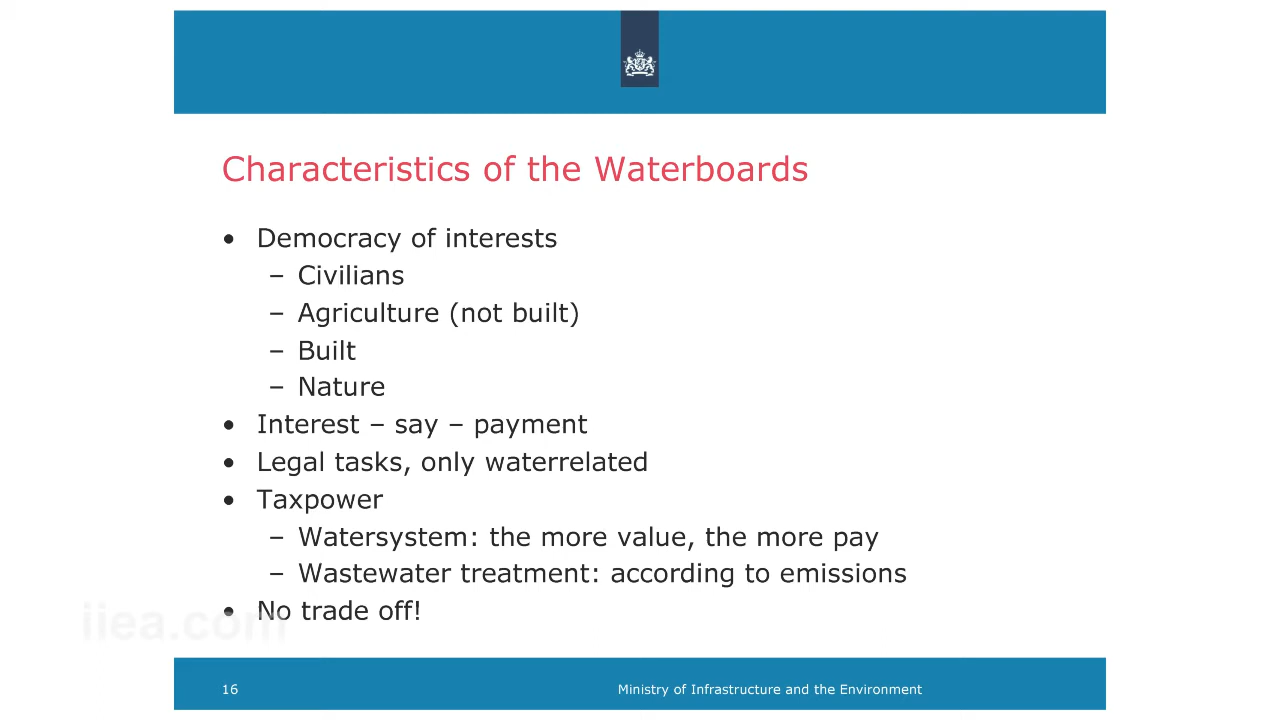 Characteristics of the Waterboards
• Democracy of interests
– Civilians
– Agriculture (not built)
– Built
– Nature
• Interest – say – payment
• Legal tasks, only waterrelated
• Taxpower
– Watersystem: the more value, the more pay
– Wastewater treatment: according to emissions
• No trade off!
iiea.com
16
Ministry of Infrastructure and the Environment